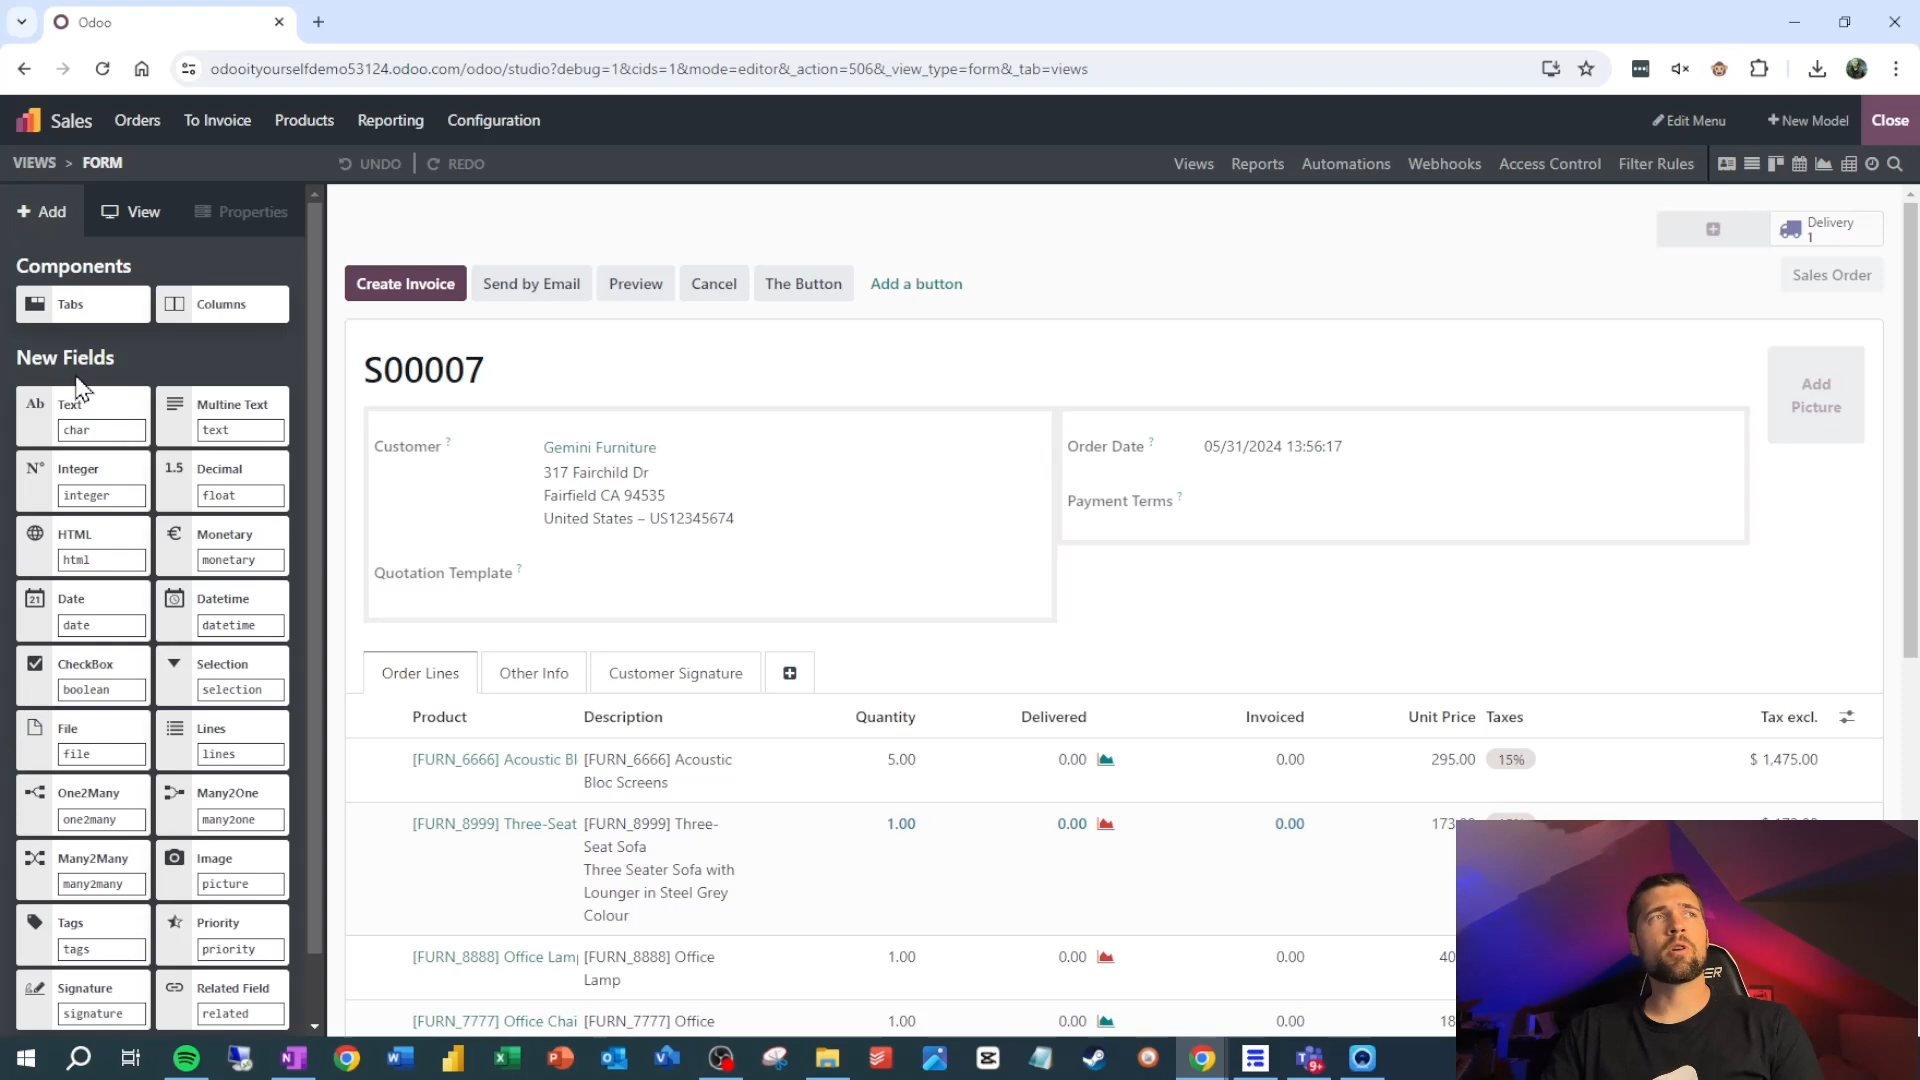 Odoo
odooityourselfdemo53124.odoo.com/odoo/studio?debug=1&cids=1&mode=editor&_action=506&_view_type=form&_tab=views
Sales Orders To Invoice Products Reporting Configuration Edit Menu +New Model Close
VIEWS > FORM UNDO REDO Views Reports Automations Webhooks Access Control Filter Rules
+ Add View Properties
Delivery
1
Components
Tabs Columns
Create Invoice Send by Email Preview Cancel The Button Add a button Sales Order
New Fields
Ab Text Multine Text
char text
N° Integer 1.5 Decimal
integer float
HTML € Monetary
html monetary
21 Date Datetime
date datetime
CheckBox Selection
boolean selection
File Lines
file lines
One2Many Many2One
one2many many2one
Many2Many Image
many2many picture
Tags Priority
tags priority
Signature Related Field
signature related
S00007
Add
Picture
Customer ? Gemini Furniture
317 Fairchild Dr
Fairfield CA 94535
United States – US12345674
Quotation Template ?
Order Date ? 05/31/2024 13:56:17
Payment Terms ?
Order Lines Other Info Customer Signature
Product Description Quantity Delivered Invoiced Unit Price Taxes Tax excl.
[FURN_6666] Acoustic Bl [FURN_6666] Acoustic 5.00 0.00 0.00 295.00 15% $ 1,475.00
Bloc Screens
[FURN_8999] Three-Seat [FURN_8999] Three- 1.00 0.00 0.00 173
Seat Sofa
Three Seater Sofa with
Lounger in Steel Grey
Colour
[FURN_8888] Office Lam [FURN_8888] Office 1.00 0.00 0.00 40
Lamp
[FURN_7777] Office Chai [FURN_7777] Office 1.00 0.00 0.00 18
9+